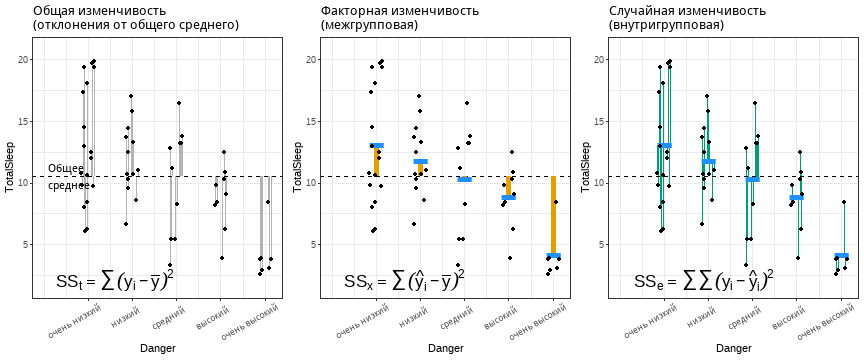 Общая изменчивость
(отклонения от общего среднего)
TotalSleep
20
15
10
5
Общее
среднее
SSₜ = ∑(yᵢ − y̅)²
очень низкий
низкий
средний
высокий
очень высокий
Danger
Факторная изменчивость
(межгрупповая)
TotalSleep
20
15
10
5
SSₓ = ∑(ŷᵢ − y̅)²
очень низкий
низкий
средний
высокий
очень высокий
Danger
Случайная изменчивость
(внутригрупповая)
TotalSleep
20
15
10
5
SSₑ = ∑∑(yᵢ − ŷᵢ)²
очень низкий
низкий
средний
высокий
очень высокий
Danger